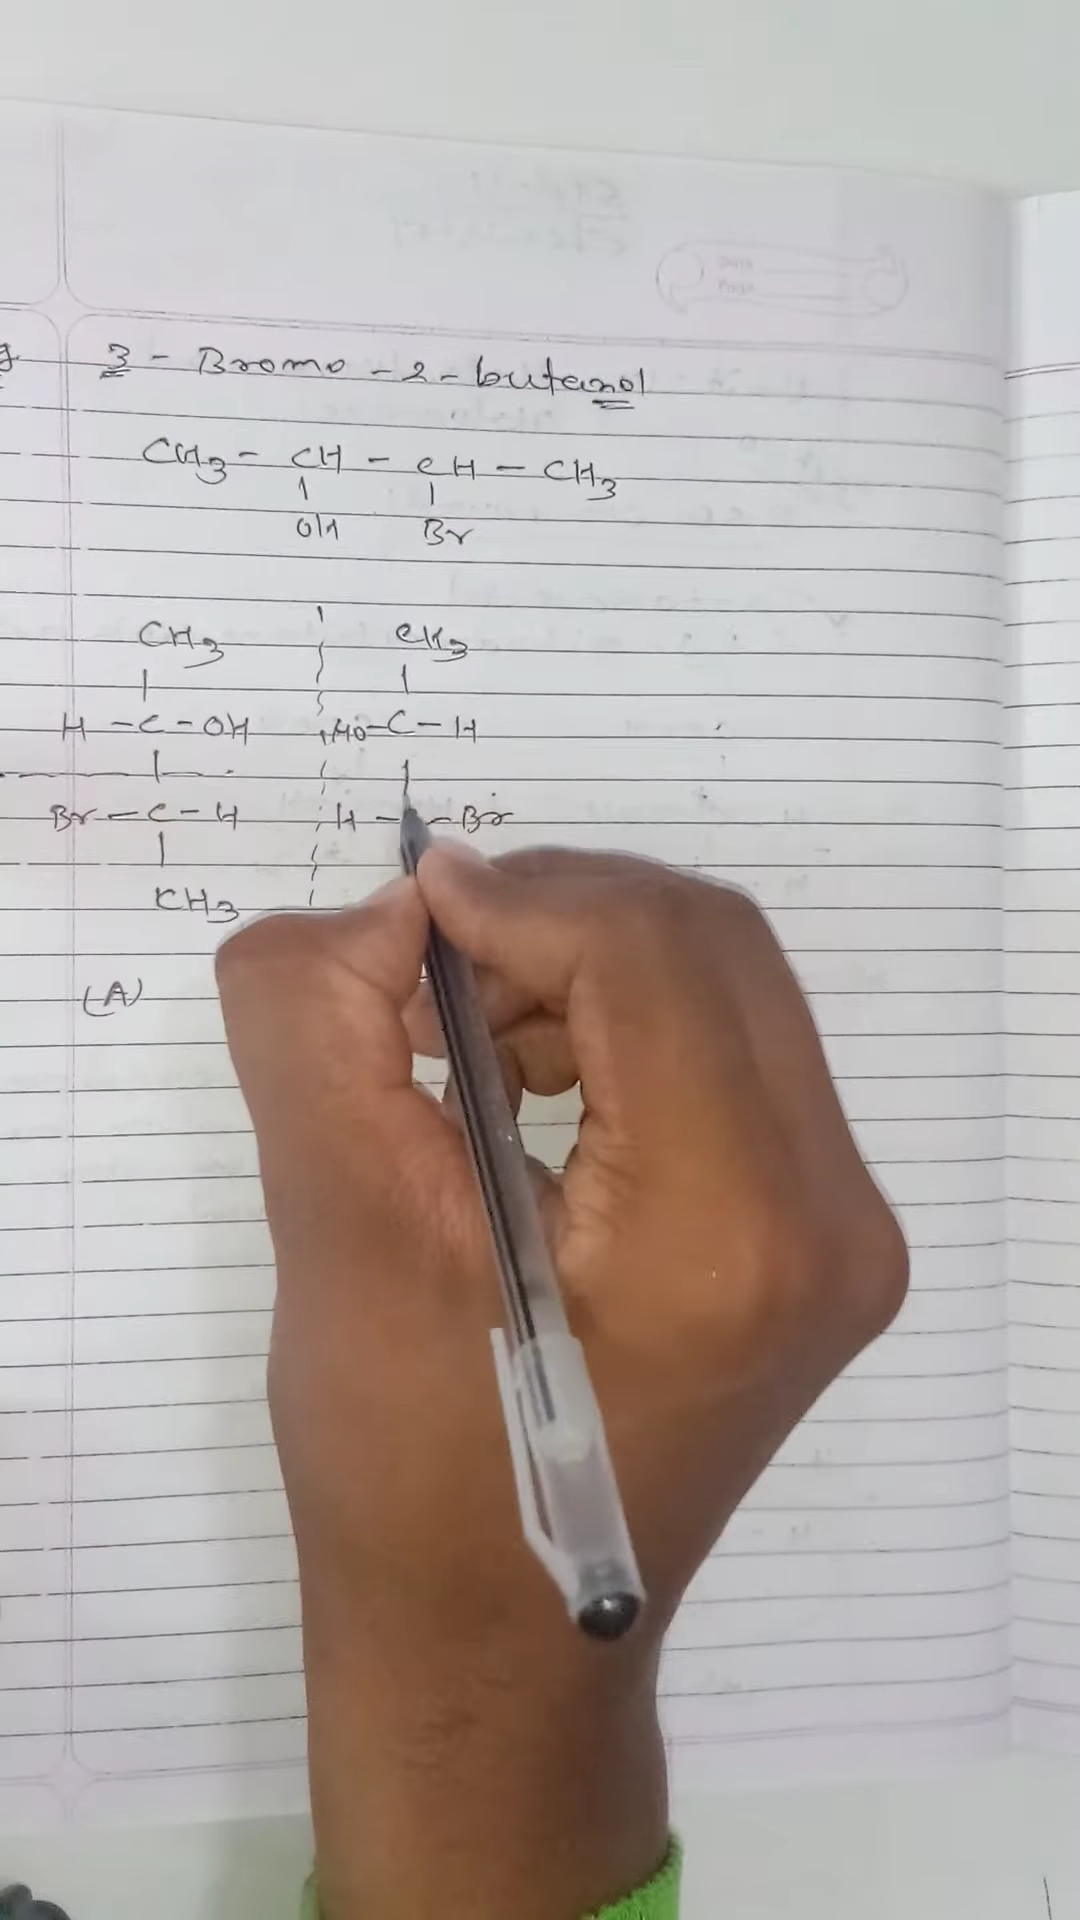 3 - Bromo - 2 - butanol
CH3 - CH - CH - CH3
OH Br
CH3 CH3
H - C - OH HO - C - H
Br - C - H H - - Br
CH3
(A)